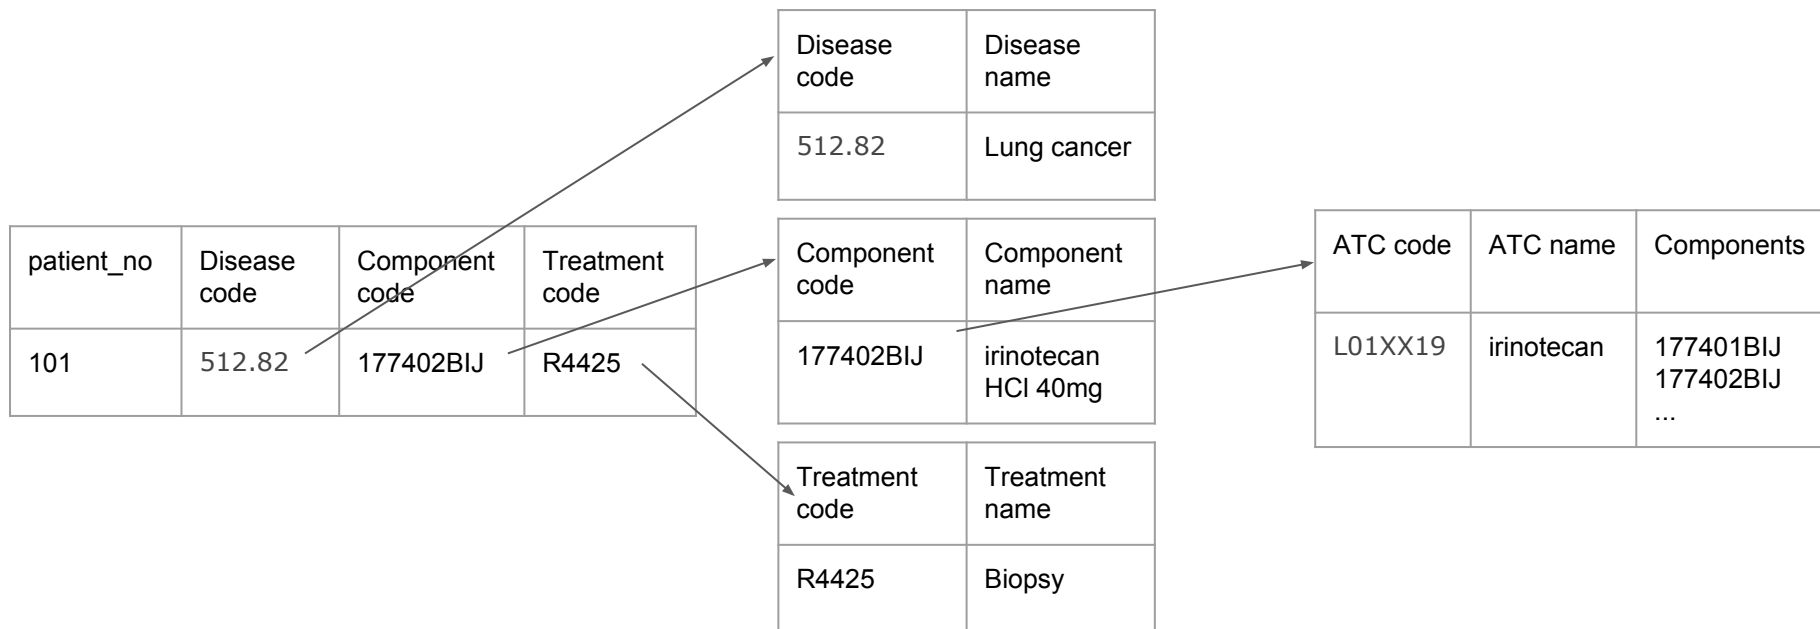 patient_no
Disease
code
Component
code
Treatment
code
101
512.82
177402BIJ
R4425
Disease
code
Disease
name
512.82
Lung cancer
Component
code
Component
name
177402BIJ
irinotecan
HCl 40mg
Treatment
code
Treatment
name
R4425
Biopsy
ATC code
ATC name
Components
L01XX19
irinotecan
177401BIJ
177402BIJ
...